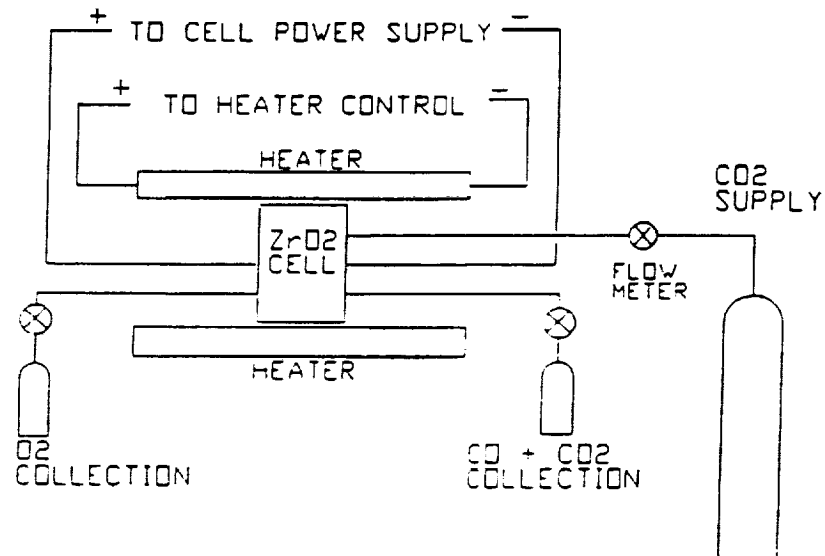 + TO CELL POWER SUPPLY −
+ TO HEATER CONTROL −
HEATER
CO2
SUPPLY
ZrO2
CELL
FLOW
METER
HEATER
O2
COLLECTION
CO + CO2
COLLECTION